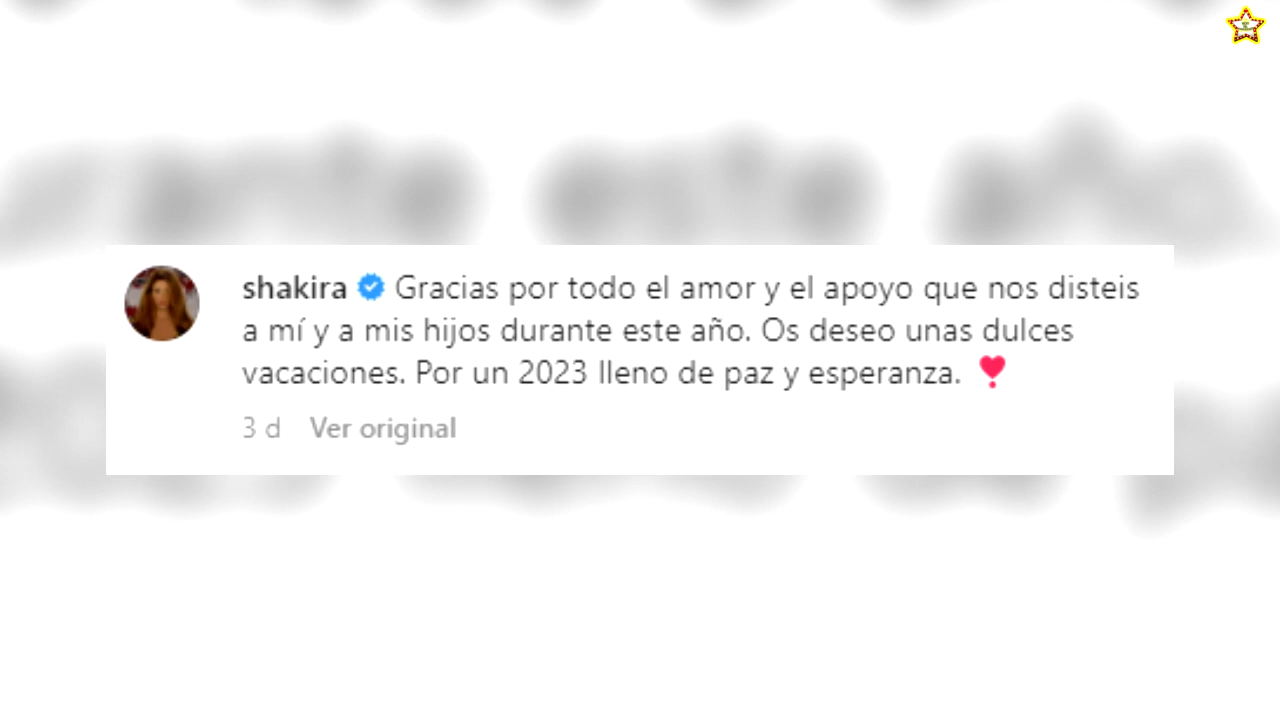 shakira Gracias por todo el amor y el apoyo que nos disteis
a mí y a mis hijos durante este año. Os deseo unas dulces
vacaciones. Por un 2023 lleno de paz y esperanza. ❣
3 d Ver original